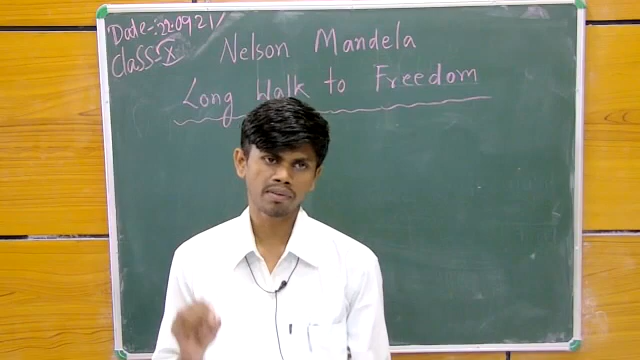 Date-:22.09.21/
Class-X
Nelson Mandela
Long Walk to Freedom